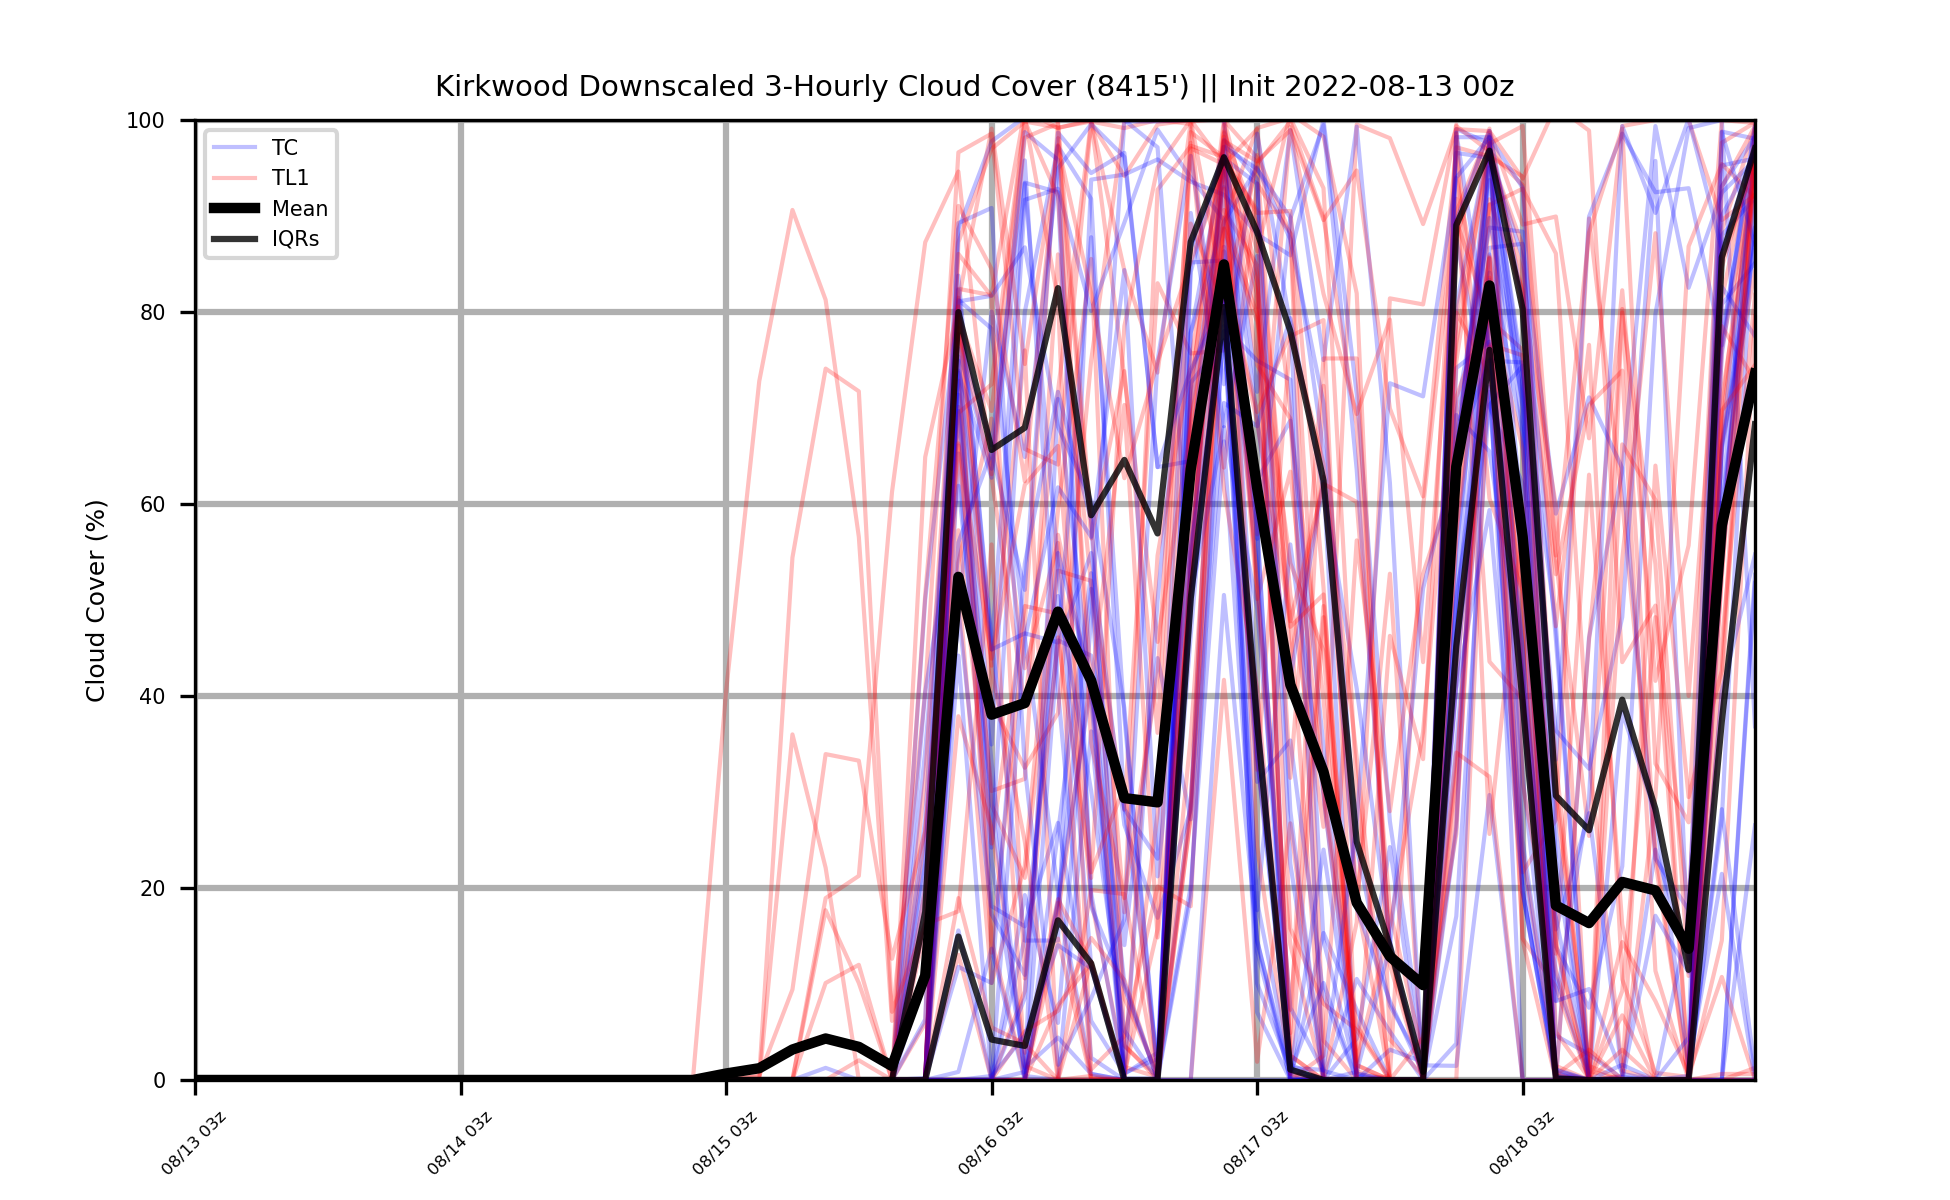 Kirkwood Downscaled 3-Hourly Cloud Cover (8415') || Init 2022-08-13 00z
TC
TL1
Mean
IQRs
Cloud Cover (%)
100
80
60
40
20
0
08/13 03z
08/14 03z
08/15 03z
08/16 03z
08/17 03z
08/18 03z